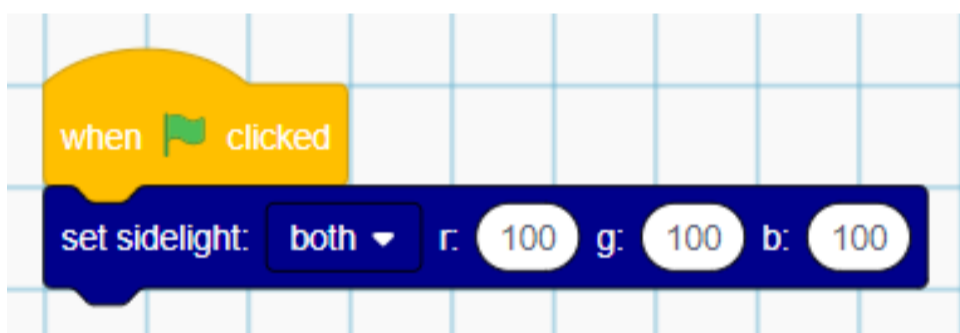 when clicked
set sidelight: both r: 100 g: 100 b: 100